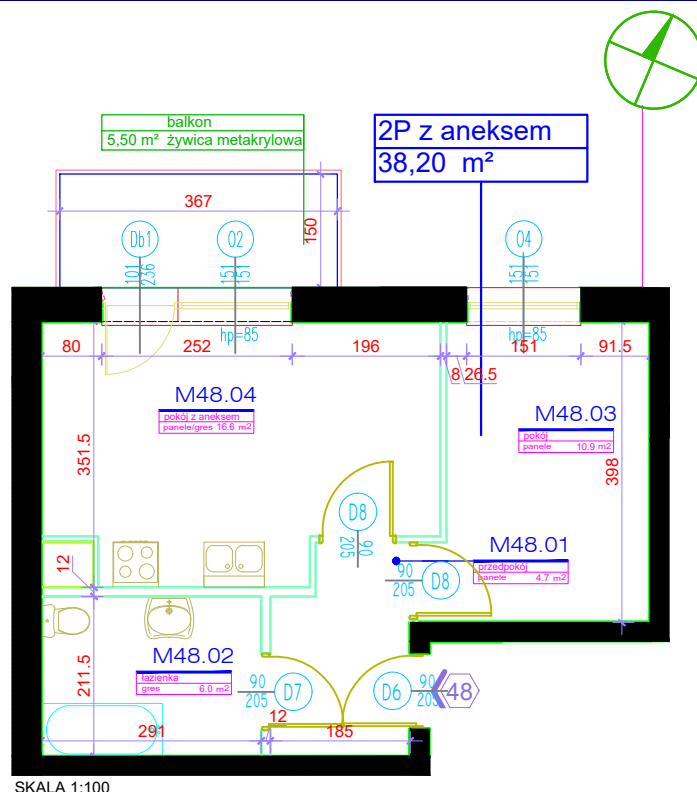 balkon
5,50 m² żywica metakrylowa
2P z aneksem
38,20 m²
367
150
Db1
O2
O4
101
236
151
151
151
151
hp=85
hp=85
80
252
196
8
26.5
151
91.5
M48.04
pokój z aneksem
panele/gres 16.6 m2
M48.03
pokój
panele 10.9 m2
351.5
398
D8
90
205
M48.01
przedpokój
panele 4.7 m2
12
90
205
D8
M48.02
łazienka
gres 6.0 m2
211.5
90
205
D7
D6
90
205
48
12
291
185
SKALA 1:100